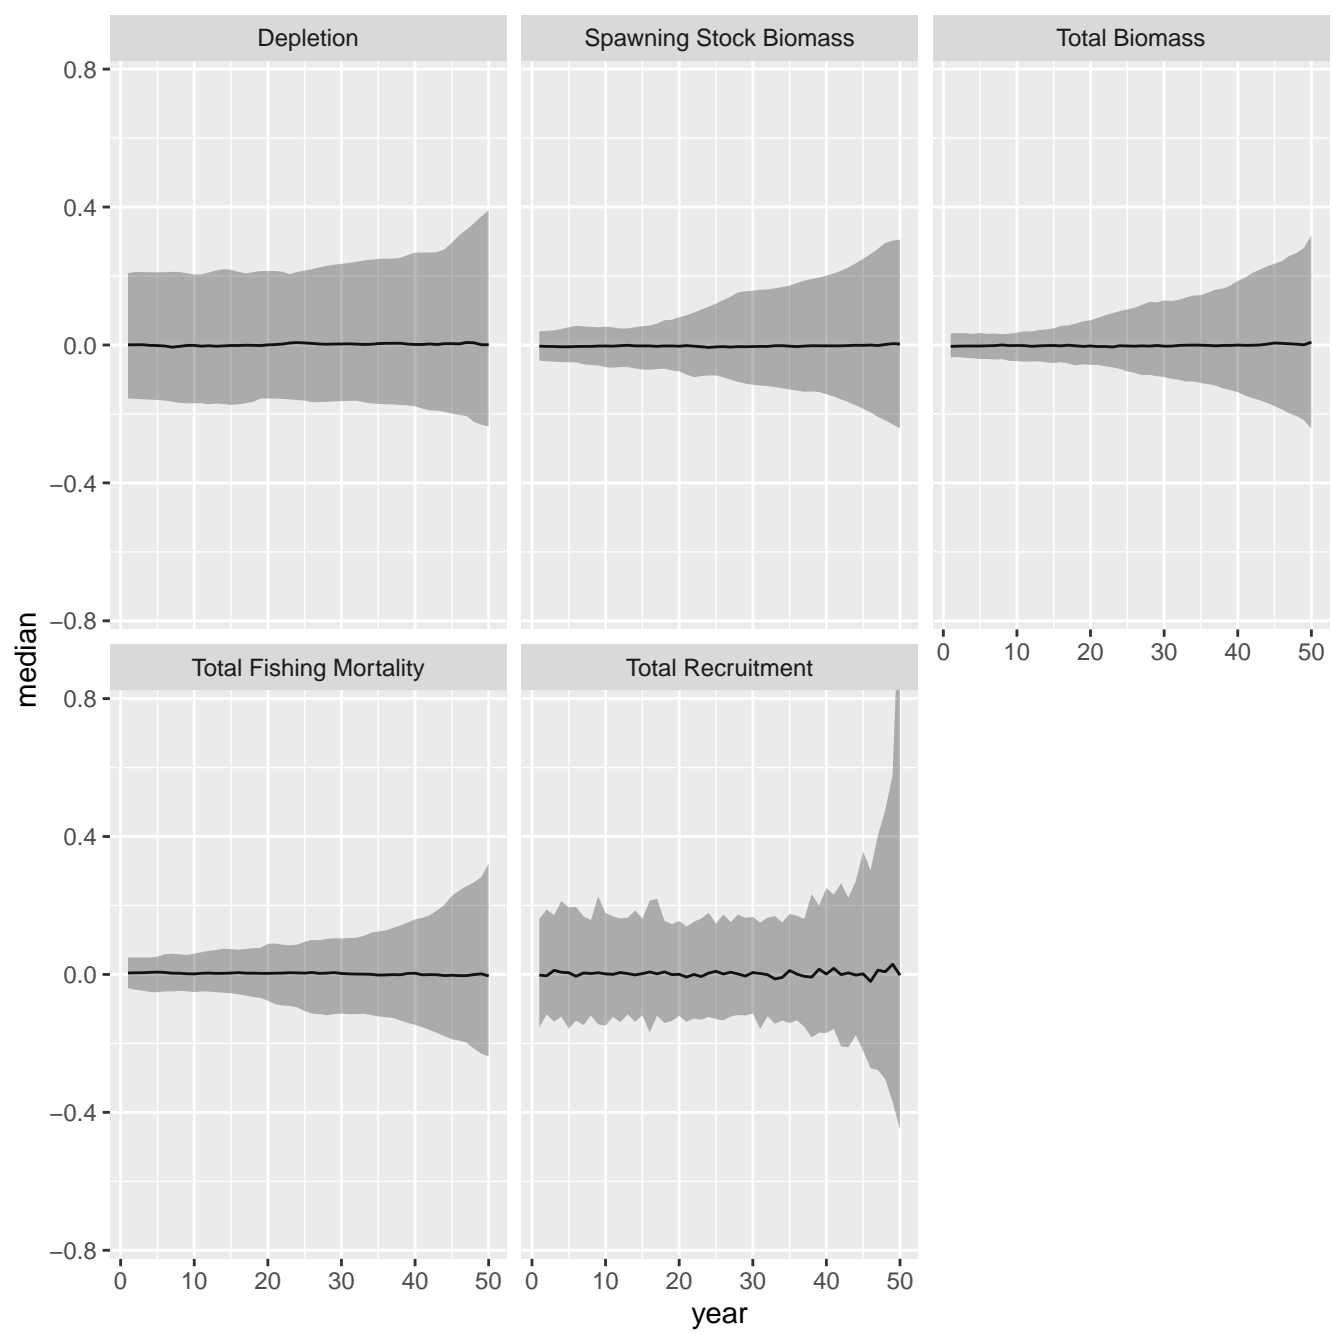 Depletion
Spawning Stock Biomass
Total Biomass
0.8
0.4
0.0
−0.4
−0.8
0 10 20 30 40 50
median
Total Fishing Mortality
Total Recruitment
0.8
0.4
0.0
−0.4
−0.8
0 10 20 30 40 50
0 10 20 30 40 50
year